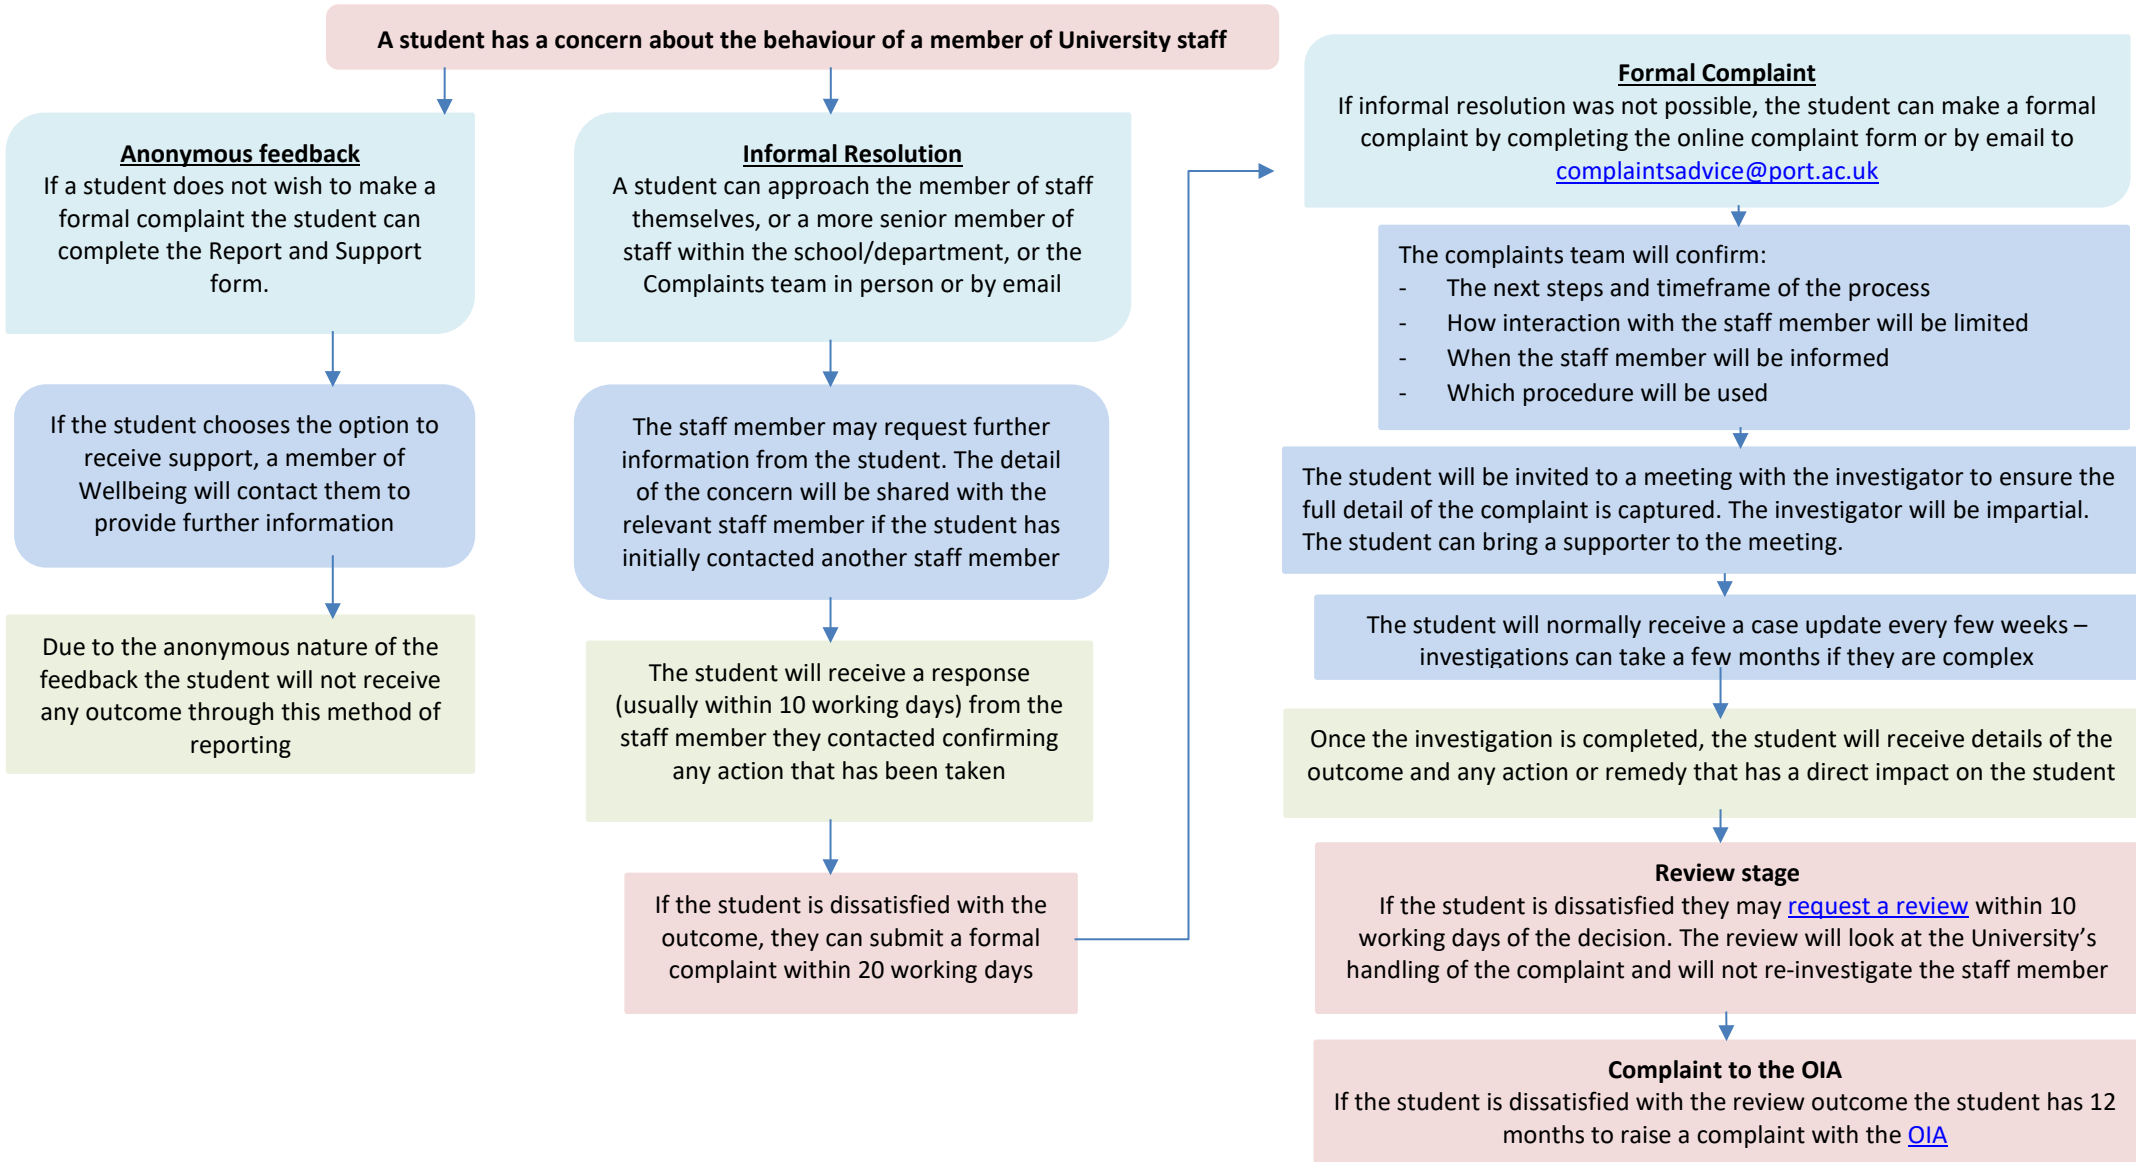 A student has a concern about the behaviour of a member of University staff
Anonymous feedback
If a student does not wish to make a
formal complaint the student can
complete the Report and Support
form.
If the student chooses the option to
receive support, a member of
Wellbeing will contact them to
provide further information
Due to the anonymous nature of the
feedback the student will not receive
any outcome through this method of
reporting
Informal Resolution
A student can approach the member of staff
themselves, or a more senior member of
staff within the school/department, or the
Complaints team in person or by email
The staff member may request further
information from the student. The detail
of the concern will be shared with the
relevant staff member if the student has
initially contacted another staff member
The student will receive a response
(usually within 10 working days) from the
staff member they contacted confirming
any action that has been taken
If the student is dissatisfied with the
outcome, they can submit a formal
complaint within 20 working days
Formal Complaint
If informal resolution was not possible, the student can make a formal
complaint by completing the online complaint form or by email to
complaintsadvice@port.ac.uk
The complaints team will confirm:
- The next steps and timeframe of the process
- How interaction with the staff member will be limited
- When the staff member will be informed
- Which procedure will be used
The student will be invited to a meeting with the investigator to ensure the
full detail of the complaint is captured. The investigator will be impartial.
The student can bring a supporter to the meeting.
The student will normally receive a case update every few weeks –
investigations can take a few months if they are complex
Once the investigation is completed, the student will receive details of the
outcome and any action or remedy that has a direct impact on the student
Review stage
If the student is dissatisfied they may request a review within 10
working days of the decision. The review will look at the University’s
handling of the complaint and will not re-investigate the staff member
Complaint to the OIA
If the student is dissatisfied with the review outcome the student has 12
months to raise a complaint with the OIA